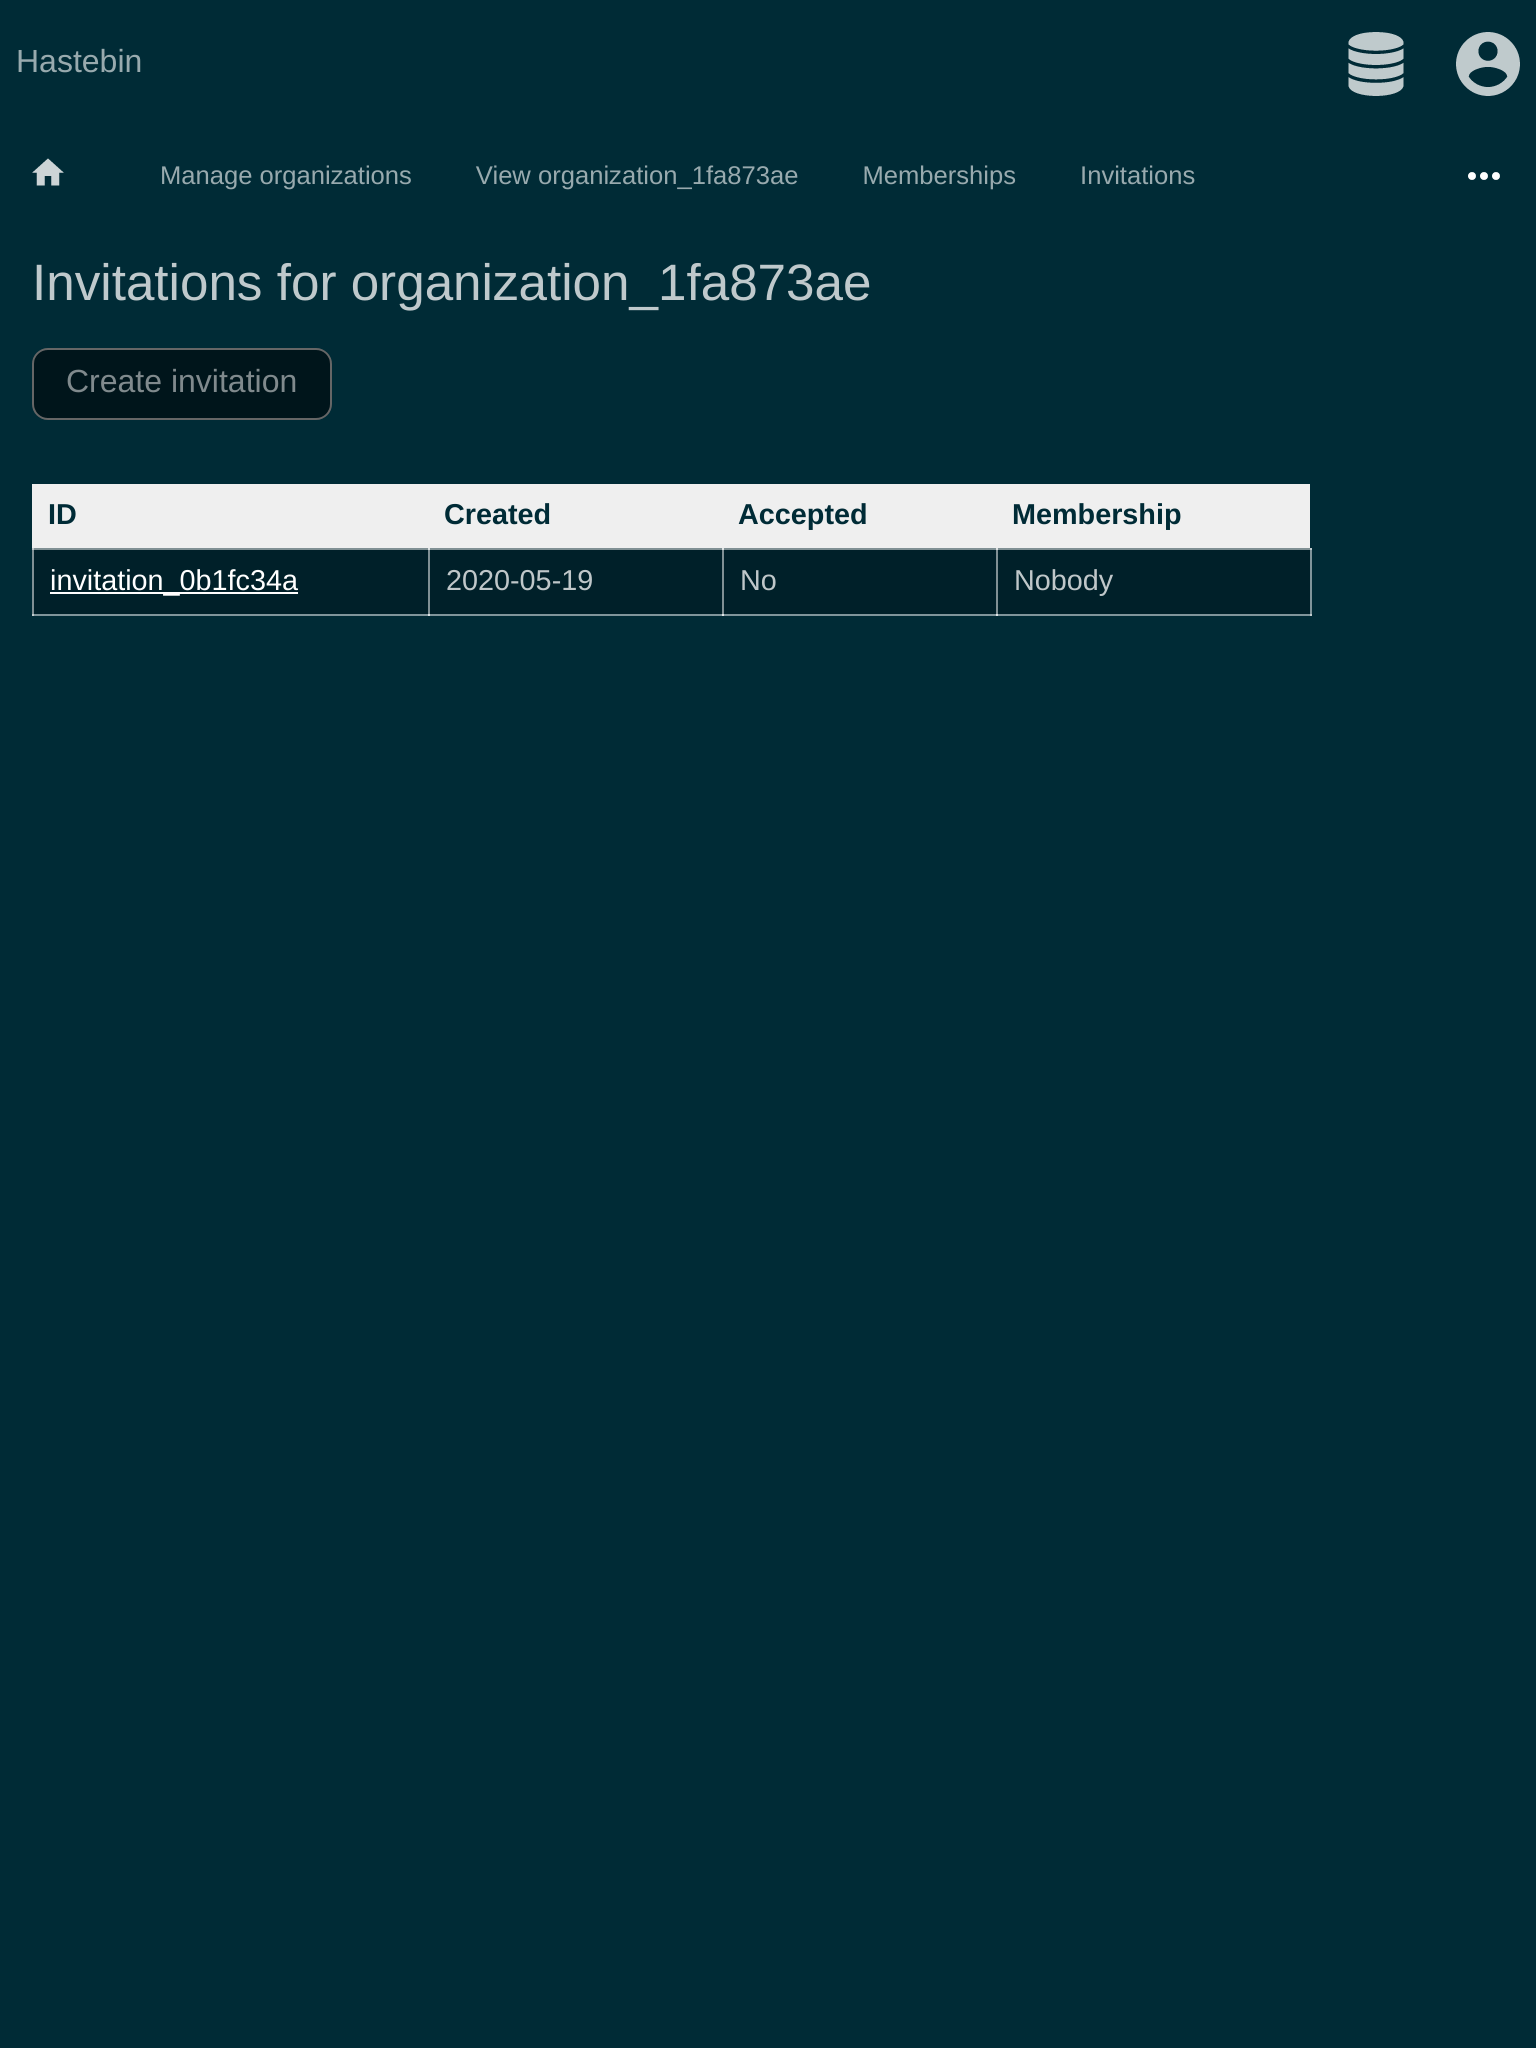 Hastebin
Manage organizations View organization_1fa873ae Memberships Invitations
Invitations for organization_1fa873ae
Create invitation
ID Created Accepted Membership
invitation_0b1fc34a 2020-05-19 No Nobody